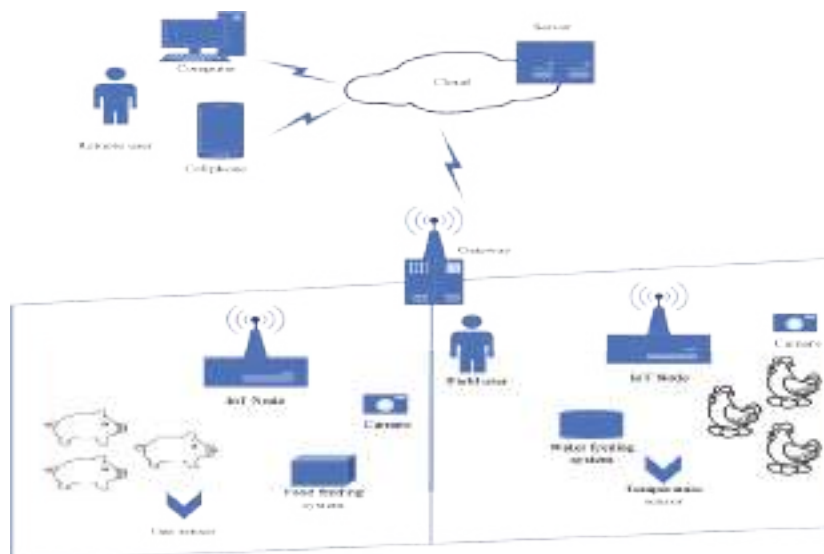 Server
Computer
Cloud
Remote user
Cellphone
Gateway
Camera
IoT Node
Field user
IoT Node
Camera
Water feeding
system
Food feeding
system
Temperature
sensor
sensor